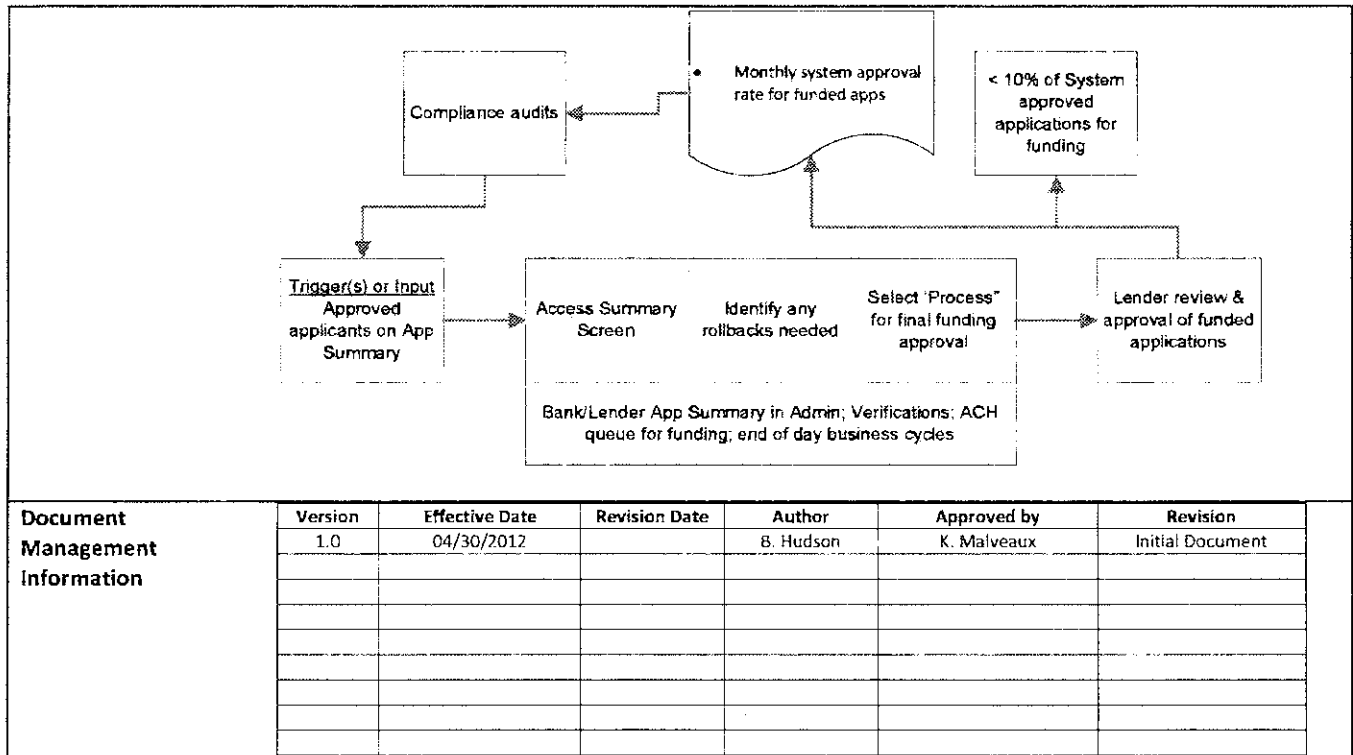 Compliance audits
• Monthly system approval
rate for funded apps
< 10% of System
approved
applications for
funding
Trigger(s) or Input
Approved
applicants on App
Summary
Access Summary
Screen
Identify any
rollbacks needed
Select "Process"
for final funding
approval
Lender review &
approval of funded
applications
Bank/Lender App Summary in Admin; Verifications; ACH
queue for funding; end of day business cycles
Document
Management
Information
Version Effective Date Revision Date Author Approved by Revision
1.0 04/30/2012 B. Hudson K. Malveaux Initial Document